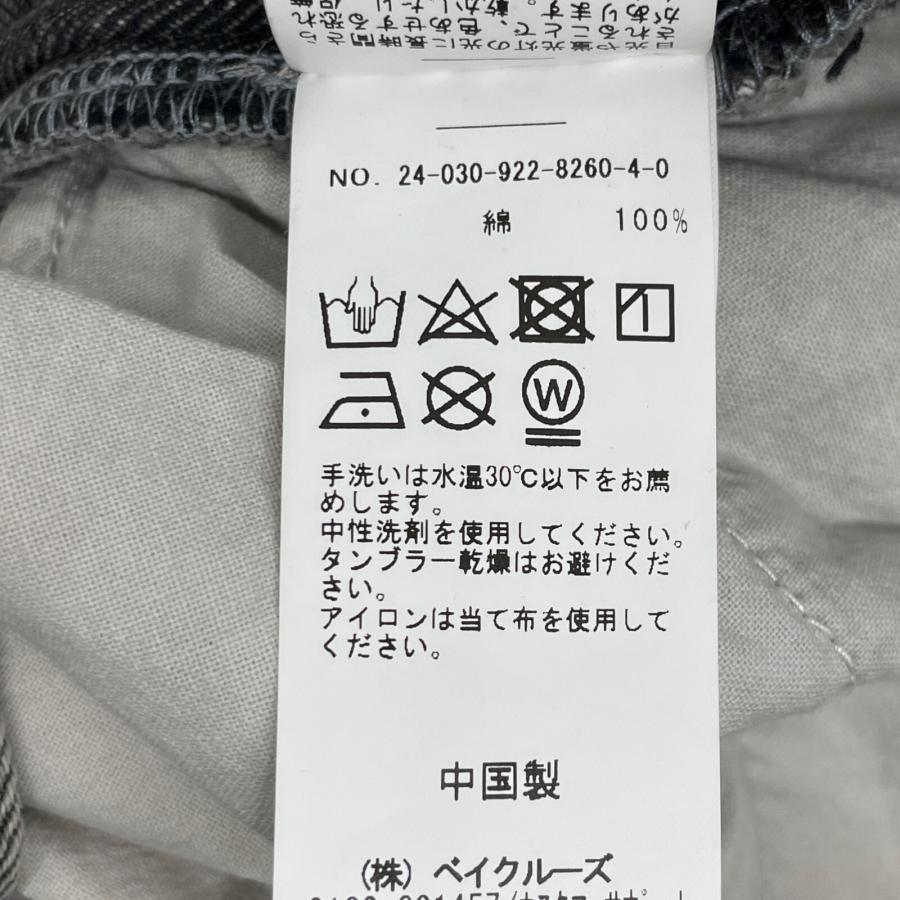 NO. 24-030-922-8260-4-0
綿 100%
W
手洗いは水温30℃以下をお薦
めします。
中性洗剤を使用してください。
タンブラー乾燥はお避けくだ
さい。
アイロンは当て布を使用して
ください。
中国製
(株) ベイクルーズ